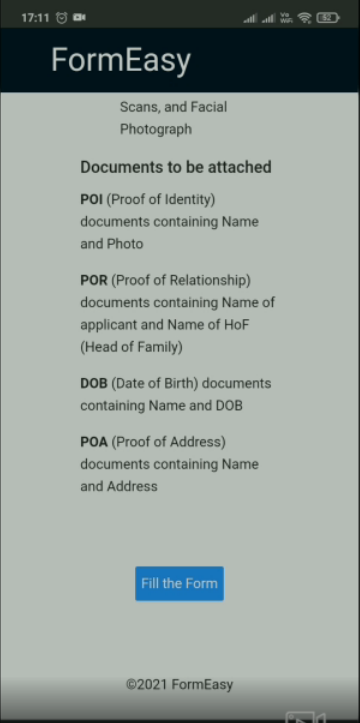 17:11
Vo
WiFi
52
FormEasy
Scans, and Facial
Photograph
Documents to be attached
POI (Proof of Identity)
documents containing Name
and Photo
POR (Proof of Relationship)
documents containing Name of
applicant and Name of HoF
(Head of Family)
DOB (Date of Birth) documents
containing Name and DOB
POA (Proof of Address)
documents containing Name
and Address
Fill the Form
©2021 FormEasy